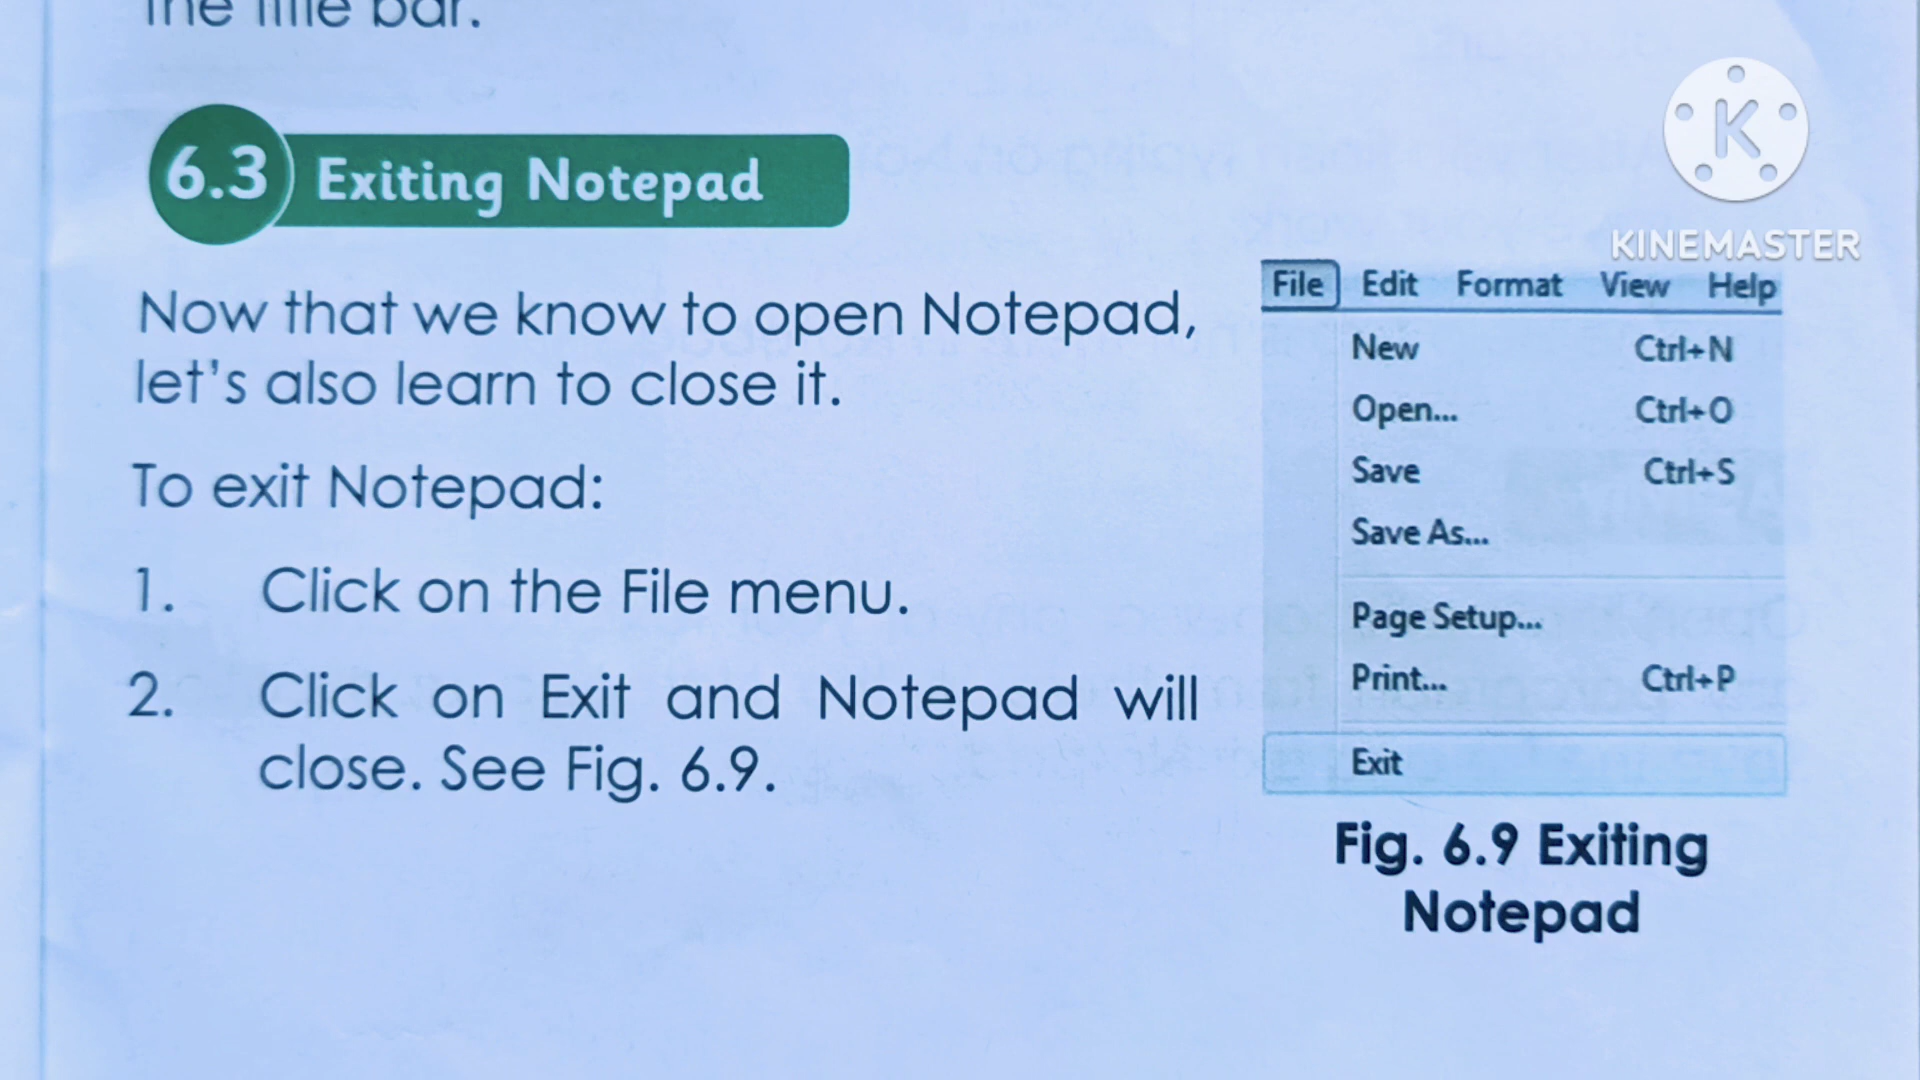 the title bar.
6.3 Exiting Notepad
Now that we know to open Notepad,
let's also learn to close it.
To exit Notepad:
1. Click on the File menu.
2. Click on Exit and Notepad will
close. See Fig. 6.9.
K
KINEMASTER
File Edit Format View Help
New Ctrl+N
Open... Ctrl+O
Save Ctrl+S
Save As...
Page Setup...
Print... Ctrl+P
Exit
Fig. 6.9 Exiting
Notepad